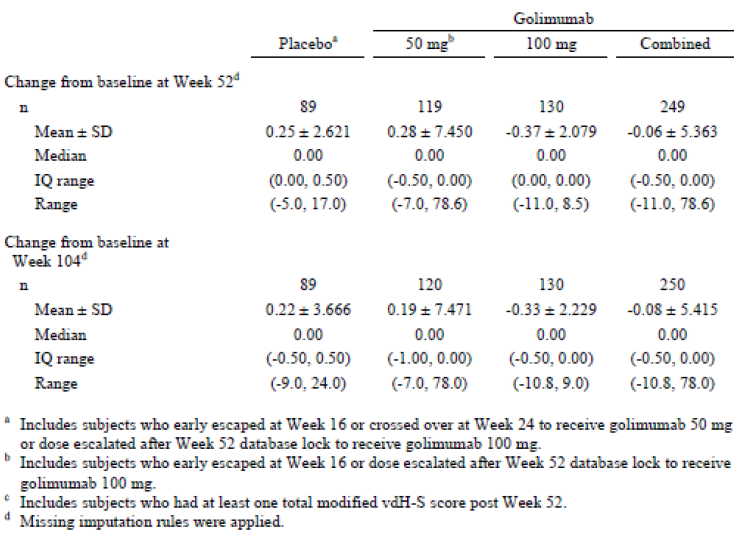 Golimumab
Placeboᵃ 50 mgᵇ 100 mg Combined
Change from baseline at Week 52ᵈ
n 89 119 130 249
Mean ± SD 0.25 ± 2.621 0.28 ± 7.450 -0.37 ± 2.079 -0.06 ± 5.363
Median 0.00 0.00 0.00 0.00
IQ range (0.00, 0.50) (-0.50, 0.00) (0.00, 0.00) (-0.50, 0.00)
Range (-5.0, 17.0) (-7.0, 78.6) (-11.0, 8.5) (-11.0, 78.6)
Change from baseline at
Week 104ᵈ
n 89 120 130 250
Mean ± SD 0.22 ± 3.666 0.19 ± 7.471 -0.33 ± 2.229 -0.08 ± 5.415
Median 0.00 0.00 0.00 0.00
IQ range (-0.50, 0.50) (-1.00, 0.00) (-0.50, 0.00) (-0.50, 0.00)
Range (-9.0, 24.0) (-7.0, 78.0) (-10.8, 9.0) (-10.8, 78.0)
ᵃ Includes subjects who early escaped at Week 16 or crossed over at Week 24 to receive golimumab 50 mg
or dose escalated after Week 52 database lock to receive golimumab 100 mg.
ᵇ Includes subjects who early escaped at Week 16 or dose escalated after Week 52 database lock to receive
golimumab 100 mg.
ᶜ Includes subjects who had at least one total modified vdH-S score post Week 52.
ᵈ Missing imputation rules were applied.